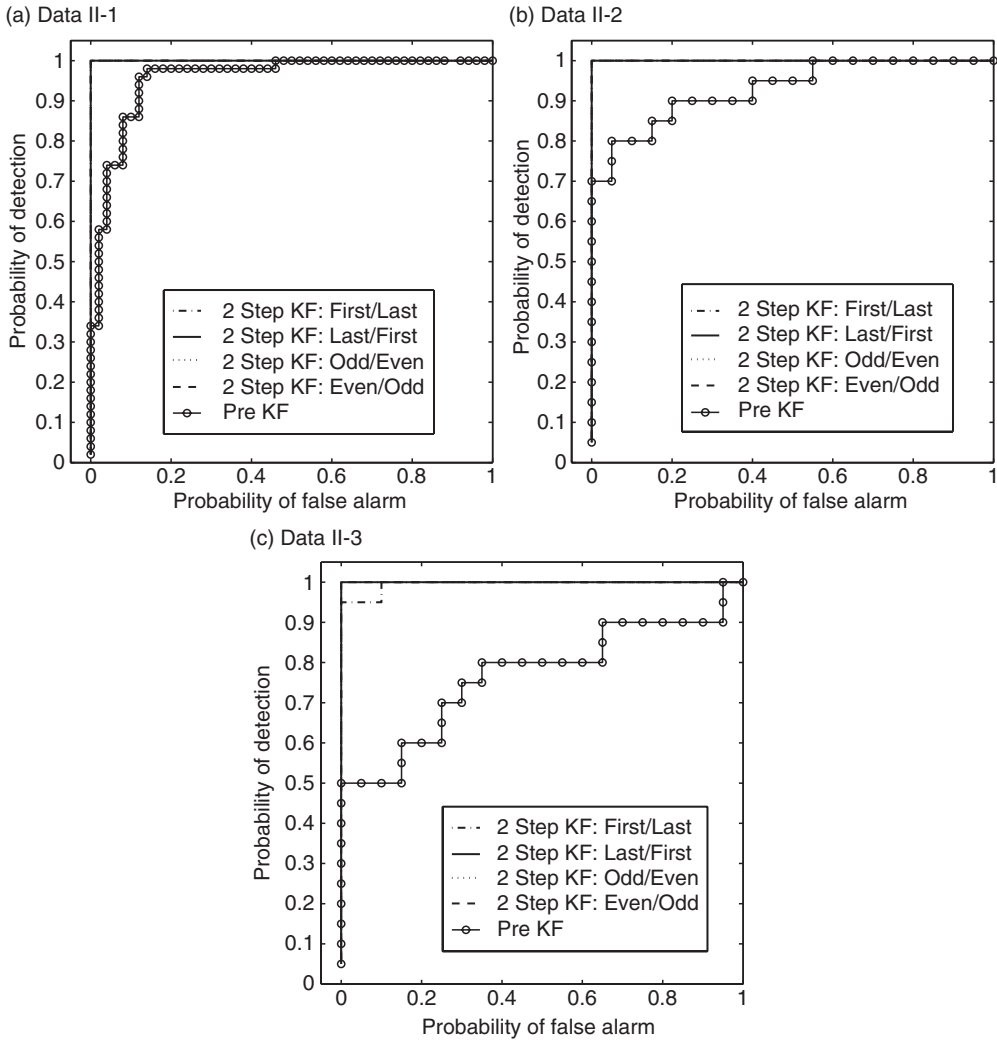 (a) Data II-1
1
0.9
0.8
0.7
0.6
0.5
0.4
0.3
0.2
0.1
0
Probability of detection
2 Step KF: First/Last
2 Step KF: Last/First
2 Step KF: Odd/Even
2 Step KF: Even/Odd
Pre KF
0 0.2 0.4 0.6 0.8 1
Probability of false alarm
(b) Data II-2
1
0.9
0.8
0.7
0.6
0.5
0.4
0.3
0.2
0.1
0
Probability of detection
2 Step KF: First/Last
2 Step KF: Last/First
2 Step KF: Odd/Even
2 Step KF: Even/Odd
Pre KF
0 0.2 0.4 0.6 0.8 1
Probability of false alarm
(c) Data II-3
1
0.9
0.8
0.7
0.6
0.5
0.4
0.3
0.2
0.1
0
Probability of detection
2 Step KF: First/Last
2 Step KF: Last/First
2 Step KF: Odd/Even
2 Step KF: Even/Odd
Pre KF
0 0.2 0.4 0.6 0.8 1
Probability of false alarm